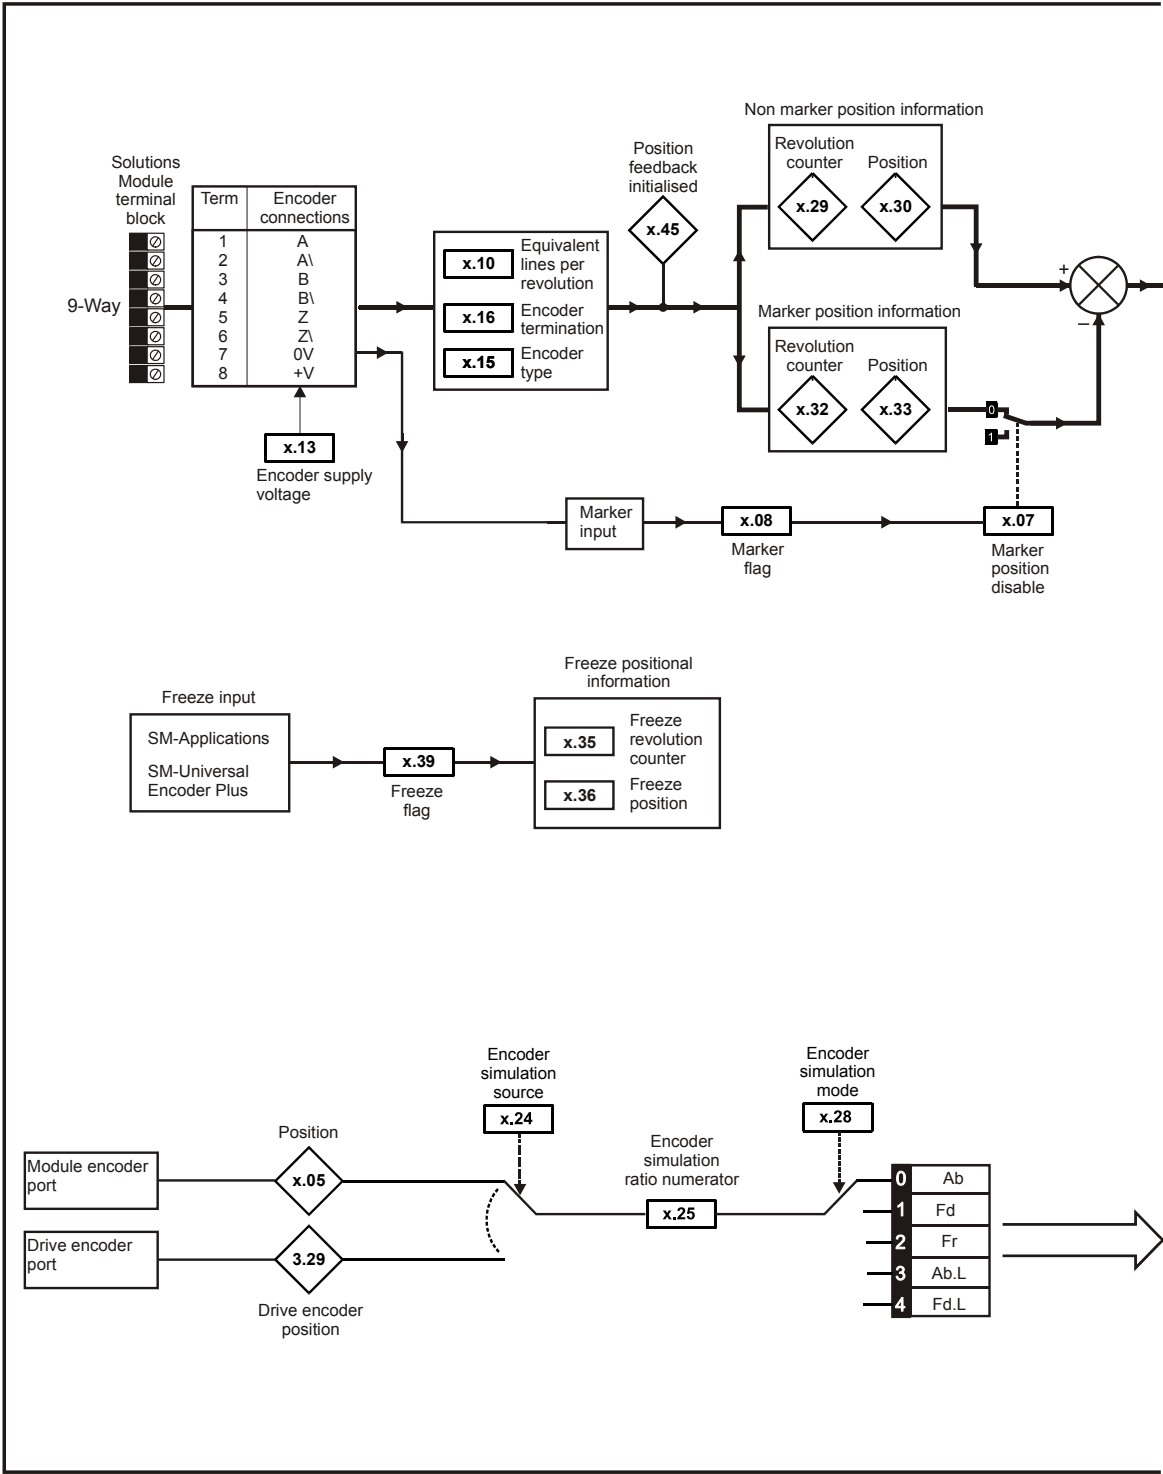 Non marker position information
Revolution
counter
Position
x.29
x.30
Position
feedback
initialised
x.45
Solutions
Module
terminal
block
9-Way
Term
Encoder
connections
1 A
2 A\
3 B
4 B\
5 Z
6 Z\
7 0V
8 +V
x.10
Equivalent
lines per
revolution
x.16
Encoder
termination
x.15
Encoder
type
+
–
Marker position information
Revolution
counter
Position
x.32
x.33
0
1
x.13
Encoder supply
voltage
Marker
input
x.08
Marker
flag
x.07
Marker
position
disable
Freeze input
SM-Applications
SM-Universal
Encoder Plus
x.39
Freeze
flag
Freeze positional
information
x.35
Freeze
revolution
counter
x.36
Freeze
position
Encoder
simulation
source
x.24
Encoder
simulation
mode
x.28
Module encoder
port
Position
x.05
Encoder
simulation
ratio numerator
x.25
Drive encoder
port
3.29
Drive encoder
position
0 Ab
1 Fd
2 Fr
3 Ab.L
4 Fd.L